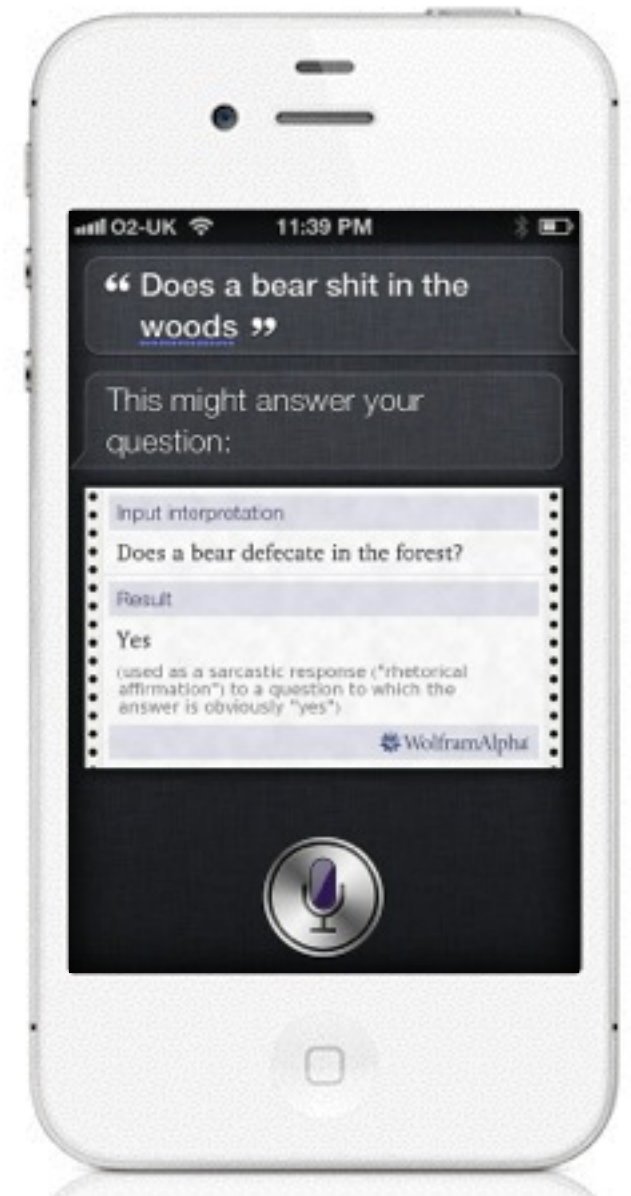 O2-UK 11:39 PM
“ Does a bear shit in the
woods ”
This might answer your
question:
Input interpretation
Does a bear defecate in the forest?
Result
Yes
(used as a sarcastic response ("rhetorical
affirmation") to a question to which the
answer is obviously "yes")
WolframAlpha